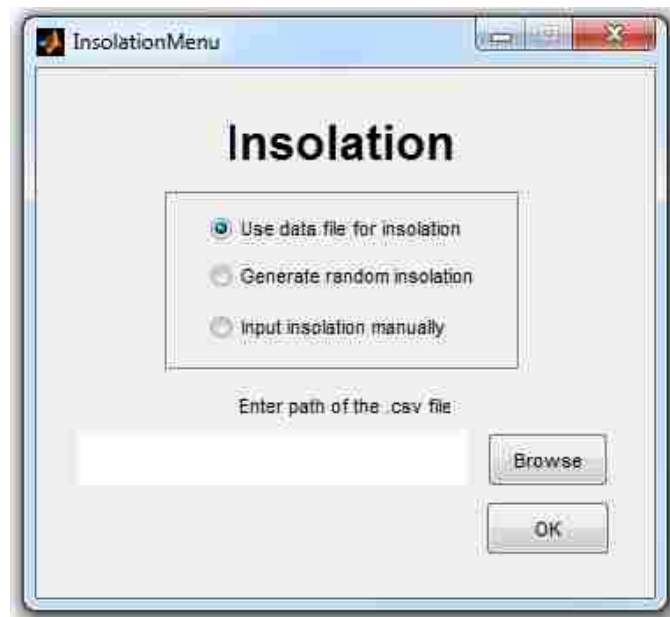 InsolationMenu
Insolation
Use data file for insolation
Generate random insolation
Input insolation manually
Enter path of the .csv file
Browse
OK